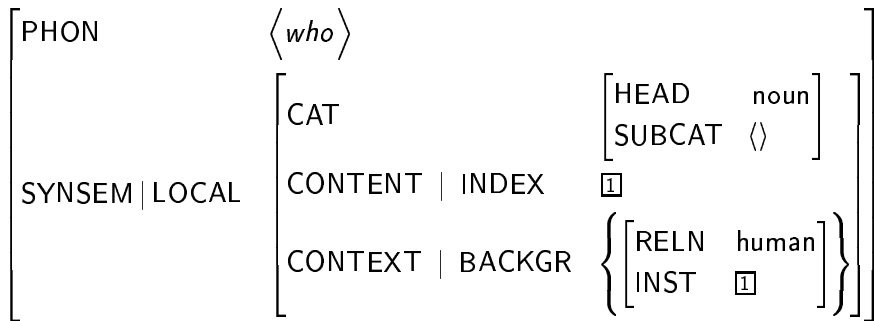 PHON ⟨who⟩
CAT [HEAD noun
SUBCAT ⟨⟩]
SYNSEM | LOCAL
CONTENT | INDEX 1
CONTEXT | BACKGR {[RELN human
INST 1]}